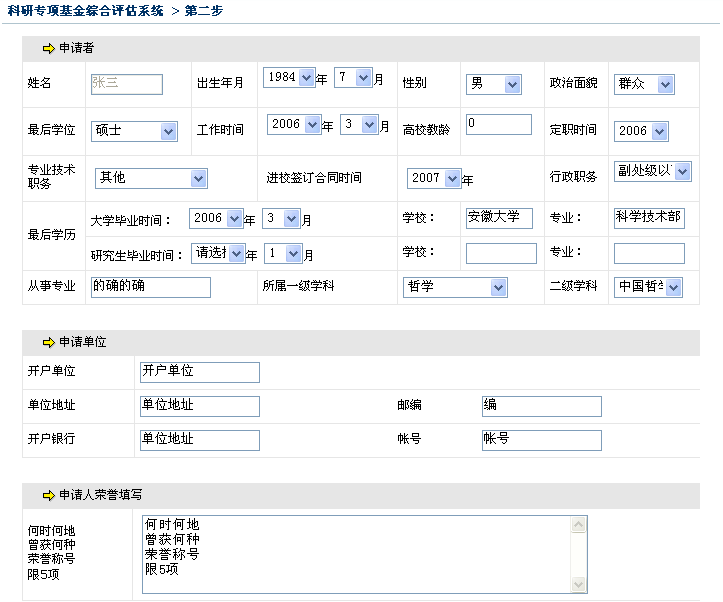 科研专项基金综合评估系统 > 第二步
申请者
姓名 张三 出生年月 1984 年 7 月 性别 男 政治面貌 群众
最后学位 硕士 工作时间 2006 年 3 月 高校教龄 0 定职时间 2006
专业技术职务 其他 进校签订合同时间 2007 年 行政职务 副处级以
最后学历 大学毕业时间： 2006 年 3 月 学校： 安徽大学 专业： 科学技术部
研究生毕业时间： 请选 年 1 月 学校： 专业：
从事专业 的确的确 所属一级学科 哲学 二级学科 中国哲
申请单位
开户单位 开户单位
单位地址 单位地址 邮编 编
开户银行 单位地址 帐号 帐号
申请人荣誉填写
何时何地 何时何地
曾获何种 曾获何种
荣誉称号 荣誉称号
限5项 限5项